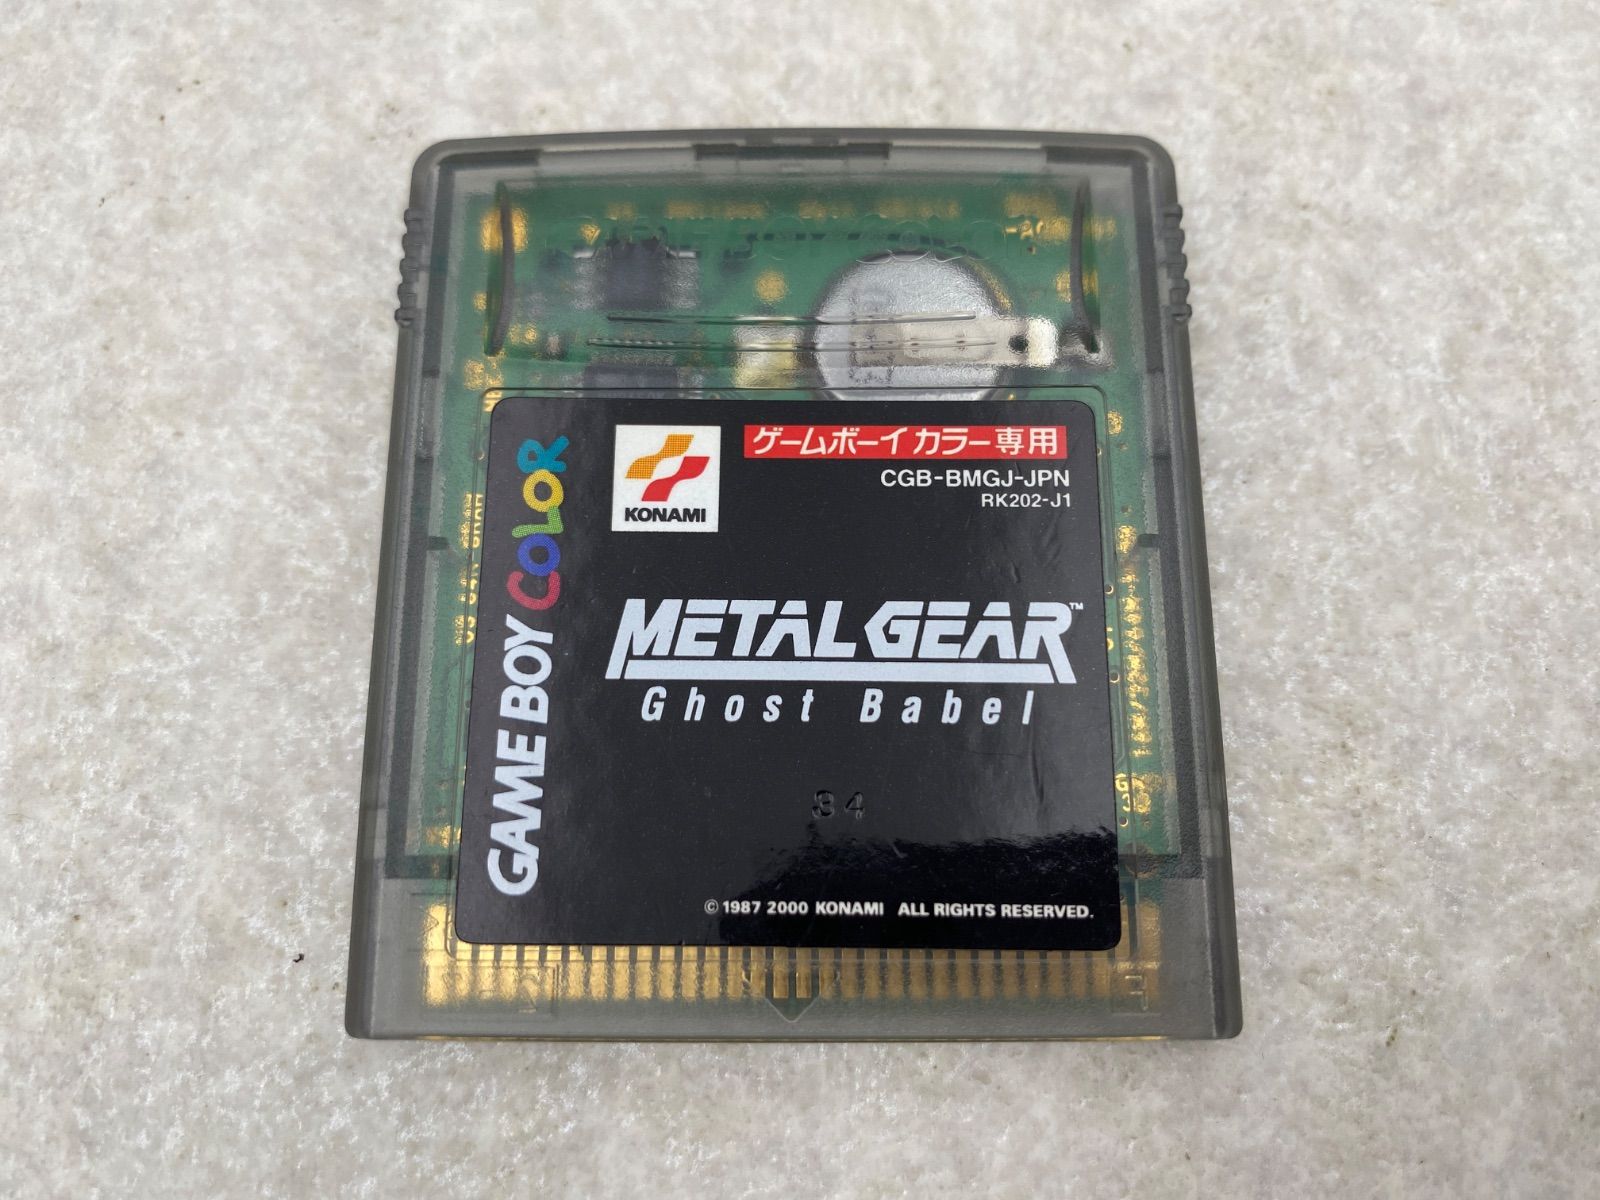 ゲームボーイカラー専用
CGB-BMGJ-JPN
RK202-J1
KONAMI
GAME BOY COLOR
METAL GEAR™
Ghost Babel
34
© 1987 2000 KONAMI ALL RIGHTS RESERVED.